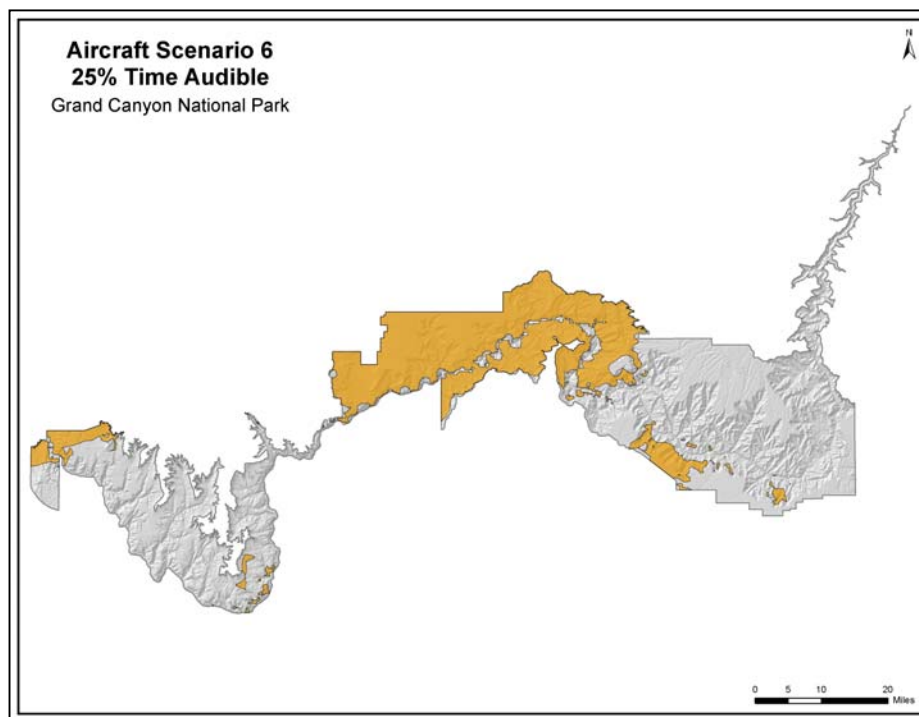 Aircraft Scenario 6
25% Time Audible
Grand Canyon National Park
N
0 5 10 20
Miles